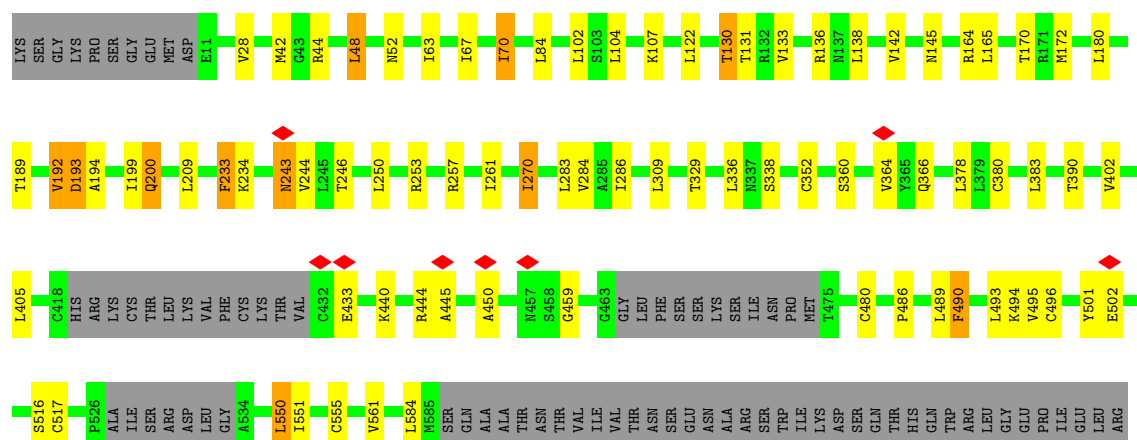 LYS SER GLY LYS PRO SER GLY GLU MET ASP E11 V28 M42 G43 R44 L48 N52 I63 I67 I70 L84 L102 S103 L104 K107 L122 T130 T131 R132 V133 R136 N137 L138 V142 N145 R164 L165 T170 R171 M172 L180
T189 V192 D193 A194 I199 Q200 L209 F233 K234 N243 V244 L245 T246 L250 R253 R257 I261 I270 L283 V284 A285 I286 L309 T329 L336 N337 S338 C352 S360 V364 Y365 Q366 L378 L379 C380 L383 T390 V402
L405 C418 HIS ARG LYS CYS THR LEU LYS VAL PHE CYS LYS THR VAL C432 E433 K440 R444 A445 A450 N457 S458 G459 G463 GLY LEU PHE SER SER LYS SER ILE ASN PRO MET T475 C480 P486 L489 F490 L493 K494 V495 C496 Y501 E502
S516 C517 P526 ALA ILE SER ARG ASP LEU GLY A534 L550 I551 C555 V561 L584 M585 SER GLN ALA ALA THR ASN THR VAL ILE VAL THR ASN SER GLU ASN ALA ARG SER TRP ILE LYS ASP SER GLN THR HIS GLN TRP ARG LEU GLY GLU PRO ILE GLU LEU ARG